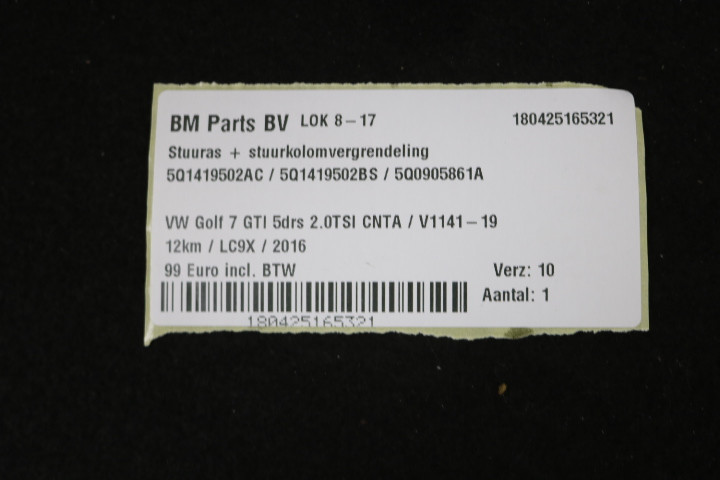 BM Parts BV LOK 8-17 180425165321
Stuuras + stuurkolomvergrendeling
5Q1419502AC / 5Q1419502BS / 5Q0905861A
VW Golf 7 GTI 5drs 2.0TSI CNTA / V1141-19
12km / LC9X / 2016
99 Euro incl. BTW Verz: 10
Aantal: 1
180425165321